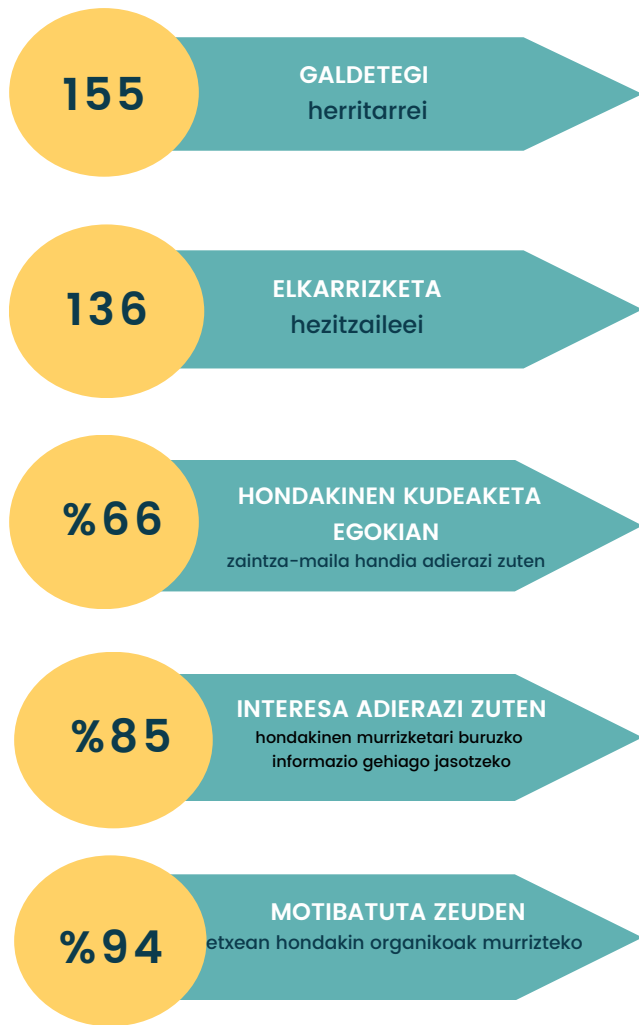 155
GALDETEGI
herritarrei
136
ELKARRIZKETA
hezitzaileei
%66
HONDAKINEN KUDEAKETA
EGOKIAN
zaintza-maila handia adierazi zuten
%85
INTERESA ADIERAZI ZUTEN
hondakinen murrizketari buruzko
informazio gehiago jasotzeko
%94
MOTIBATUTA ZEUDEN
etxean hondakin organikoak murrizteko